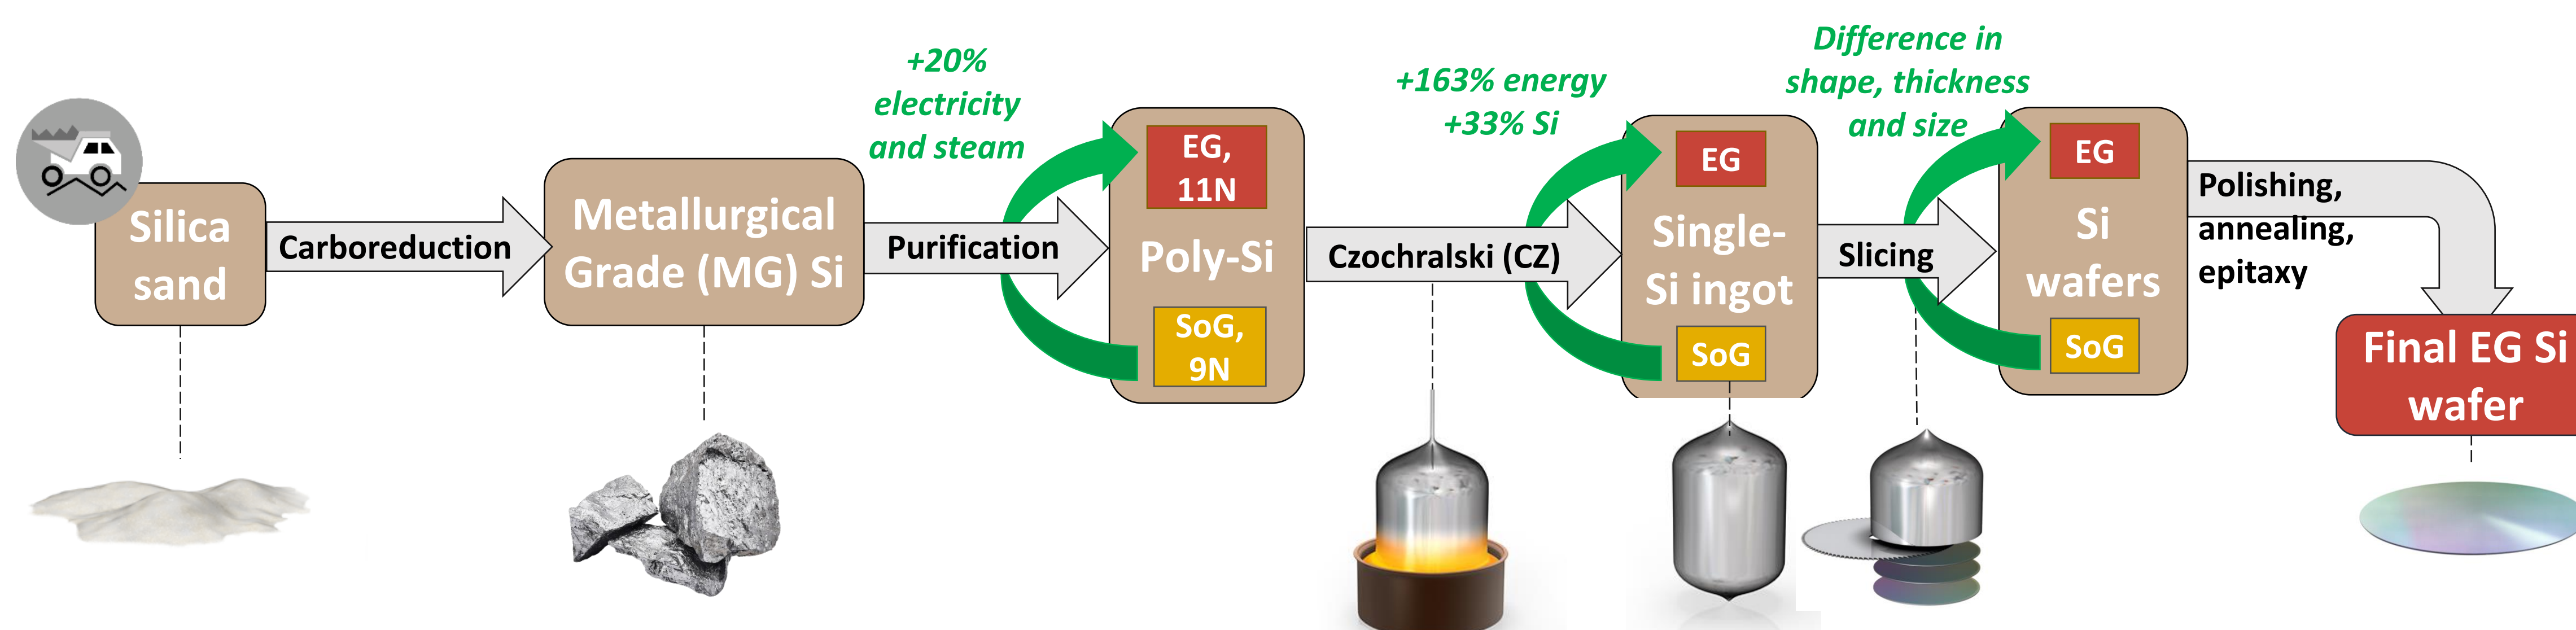 Silica
sand
Carboreduction
Metallurgical
Grade (MG) Si
+20%
electricity
and steam
Purification
EG,
11N
Poly-Si
SoG,
9N
+163% energy
+33% Si
Czochralski (CZ)
EG
Single-
Si ingot
SoG
Difference in
shape, thickness
and size
Slicing
EG
Si
wafers
SoG
Polishing,
annealing,
epitaxy
Final EG Si
wafer